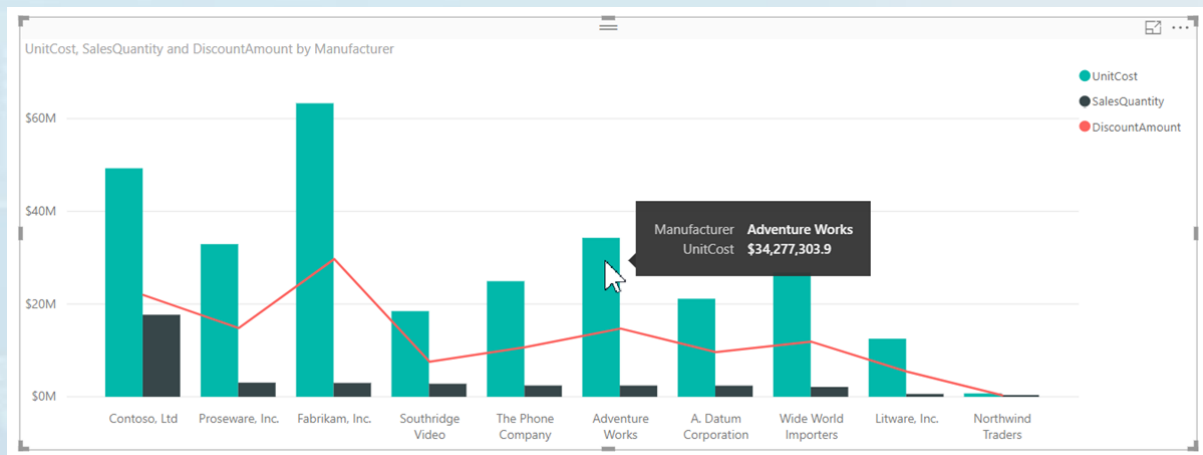 UnitCost, SalesQuantity and DiscountAmount by Manufacturer
UnitCost
SalesQuantity
DiscountAmount
$60M
$40M
$20M
$0M
Manufacturer Adventure Works
UnitCost $34,277,303.9
Contoso, Ltd
Proseware, Inc.
Fabrikam, Inc.
Southridge
Video
The Phone
Company
Adventure
Works
A. Datum
Corporation
Wide World
Importers
Litware, Inc.
Northwind
Traders